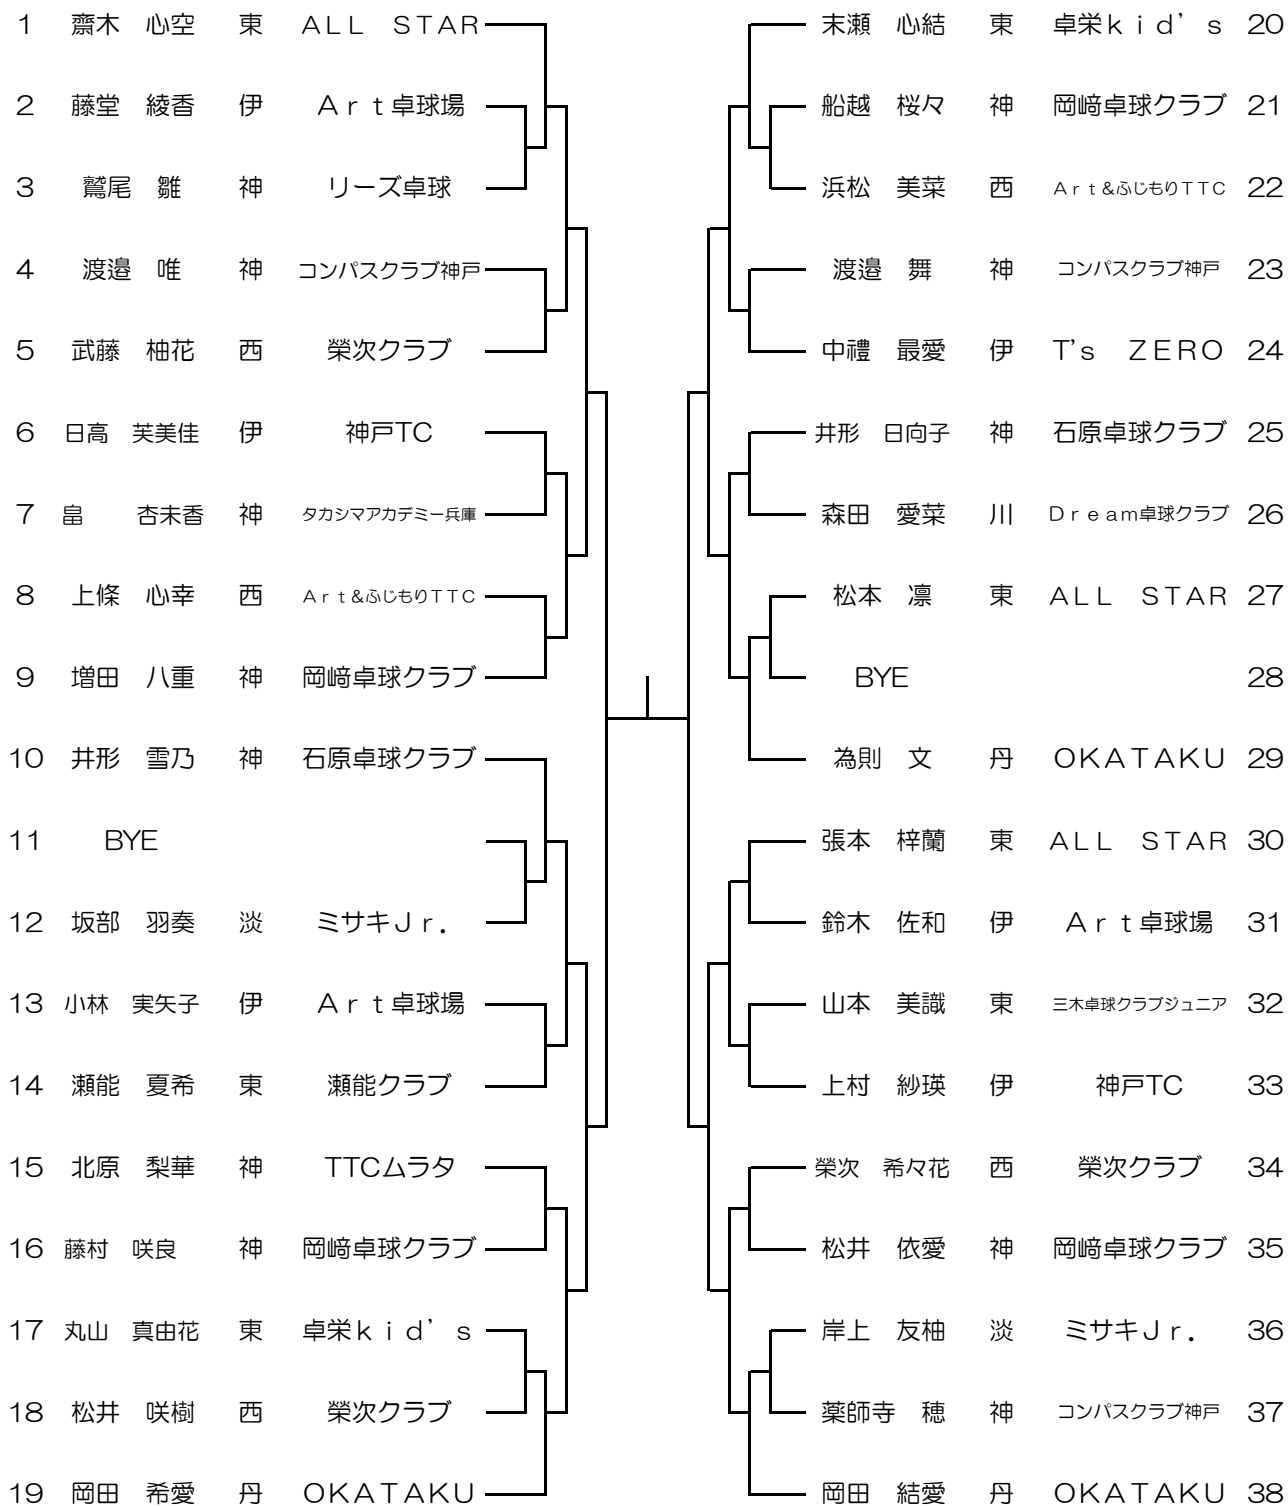 1 齋木 心空 東 ALL STAR
2 藤堂 綾香 伊 Art卓球場
3 鷲尾 雛 神 リーズ卓球
4 渡邉 唯 神 コンパスクラブ神戸
5 武藤 柚花 西 榮次クラブ
6 日高 芙美佳 伊 神戸TC
7 畠 杏未香 神 タカシマアカデミー兵庫
8 上條 心幸 西 Art&ふじもりTTC
9 増田 八重 神 岡﨑卓球クラブ
10 井形 雪乃 神 石原卓球クラブ
11 BYE
12 坂部 羽奏 淡 ミサキJr.
13 小林 実矢子 伊 Art卓球場
14 瀬能 夏希 東 瀬能クラブ
15 北原 梨華 神 TTCムラタ
16 藤村 咲良 神 岡﨑卓球クラブ
17 丸山 真由花 東 卓栄kid’s
18 松井 咲樹 西 榮次クラブ
19 岡田 希愛 丹 OKATAKU
末瀬 心結 東 卓栄kid’s 20
船越 桜々 神 岡﨑卓球クラブ 21
浜松 美菜 西 Art&ふじもりTTC 22
渡邉 舞 神 コンパスクラブ神戸 23
中禮 最愛 伊 T’s ZERO 24
井形 日向子 神 石原卓球クラブ 25
森田 愛菜 川 Dream卓球クラブ 26
松本 凛 東 ALL STAR 27
BYE 28
為則 文 丹 OKATAKU 29
張本 梓蘭 東 ALL STAR 30
鈴木 佐和 伊 Art卓球場 31
山本 美識 東 三木卓球クラブジュニア 32
上村 紗瑛 伊 神戸TC 33
榮次 希々花 西 榮次クラブ 34
松井 依愛 神 岡﨑卓球クラブ 35
岸上 友柚 淡 ミサキJr. 36
薬師寺 穂 神 コンパスクラブ神戸 37
岡田 結愛 丹 OKATAKU 38